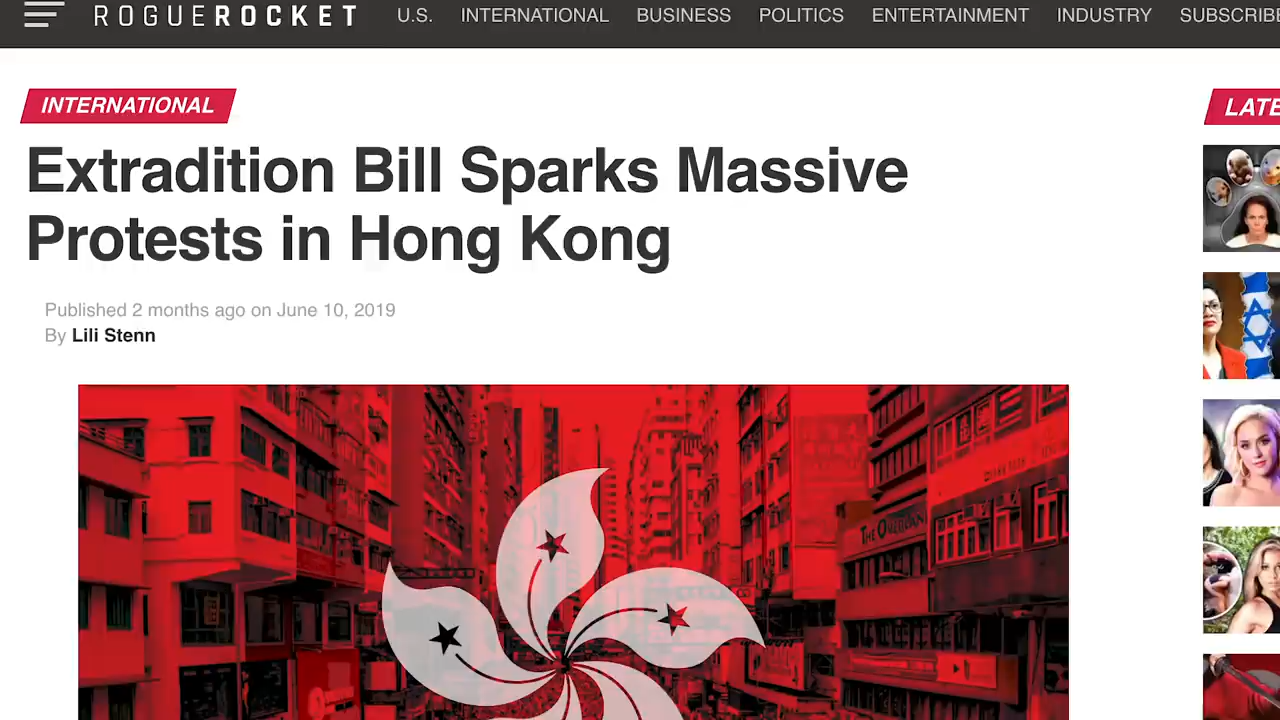 ROGUEROCKET
U.S. INTERNATIONAL BUSINESS POLITICS ENTERTAINMENT INDUSTRY SUBSCRIBE
INTERNATIONAL
LATE
Extradition Bill Sparks Massive
Protests in Hong Kong
Published 2 months ago on June 10, 2019
By Lili Stenn